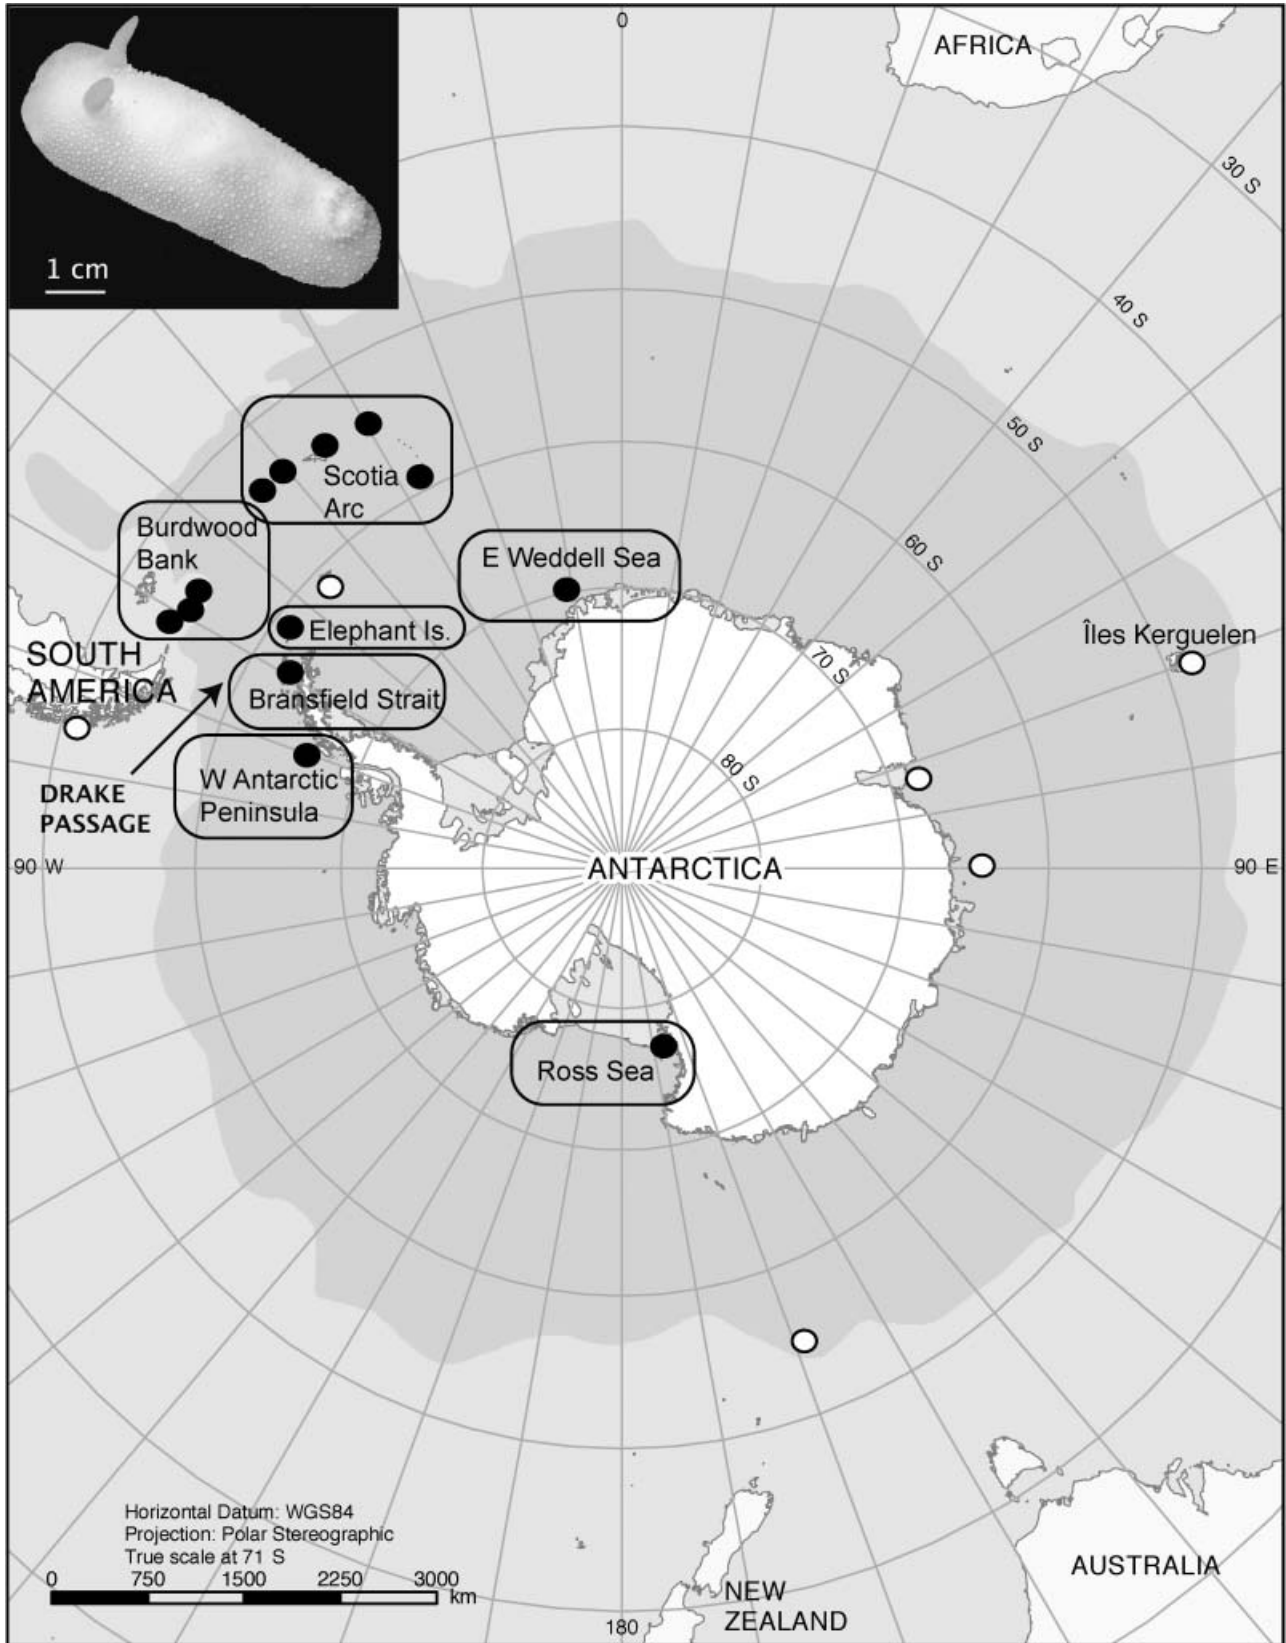 0
AFRICA
1 cm
30 S
40 S
50 S
60 S
70 S
80 S
Scotia
Arc
Burdwood
Bank
E Weddell Sea
Elephant Is.
Îles Kerguelen
SOUTH
AMERICA
Bransfield Strait
W Antarctic
Peninsula
DRAKE
PASSAGE
90 W
ANTARCTICA
90 E
Ross Sea
Horizontal Datum: WGS84
Projection: Polar Stereographic
True scale at 71 S
0 750 1500 2250 3000
km
NEW
ZEALAND
180
AUSTRALIA